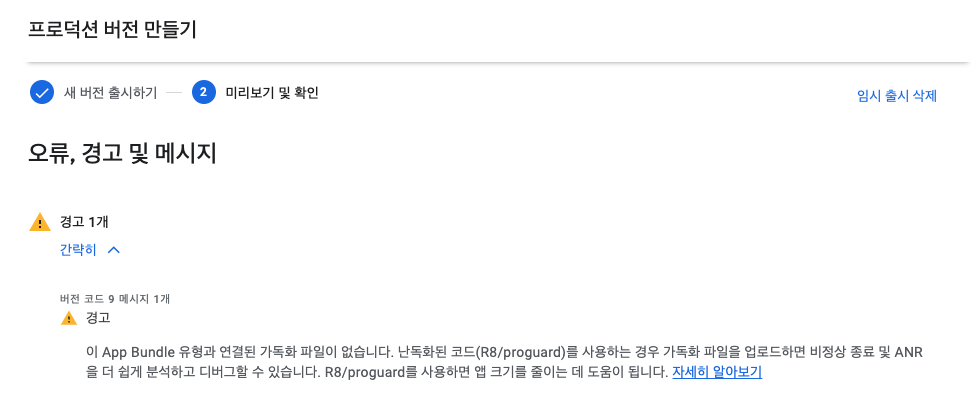 프로덕션 버전 만들기
새 버전 출시하기
2 미리보기 및 확인
임시 출시 삭제
오류, 경고 및 메시지
경고 1개
간략히
버전 코드 9 메시지 1개
경고
이 App Bundle 유형과 연결된 가독화 파일이 없습니다. 난독화된 코드(R8/proguard)를 사용하는 경우 가독화 파일을 업로드하면 비정상 종료 및 ANR
을 더 쉽게 분석하고 디버그할 수 있습니다. R8/proguard를 사용하면 앱 크기를 줄이는 데 도움이 됩니다. 자세히 알아보기